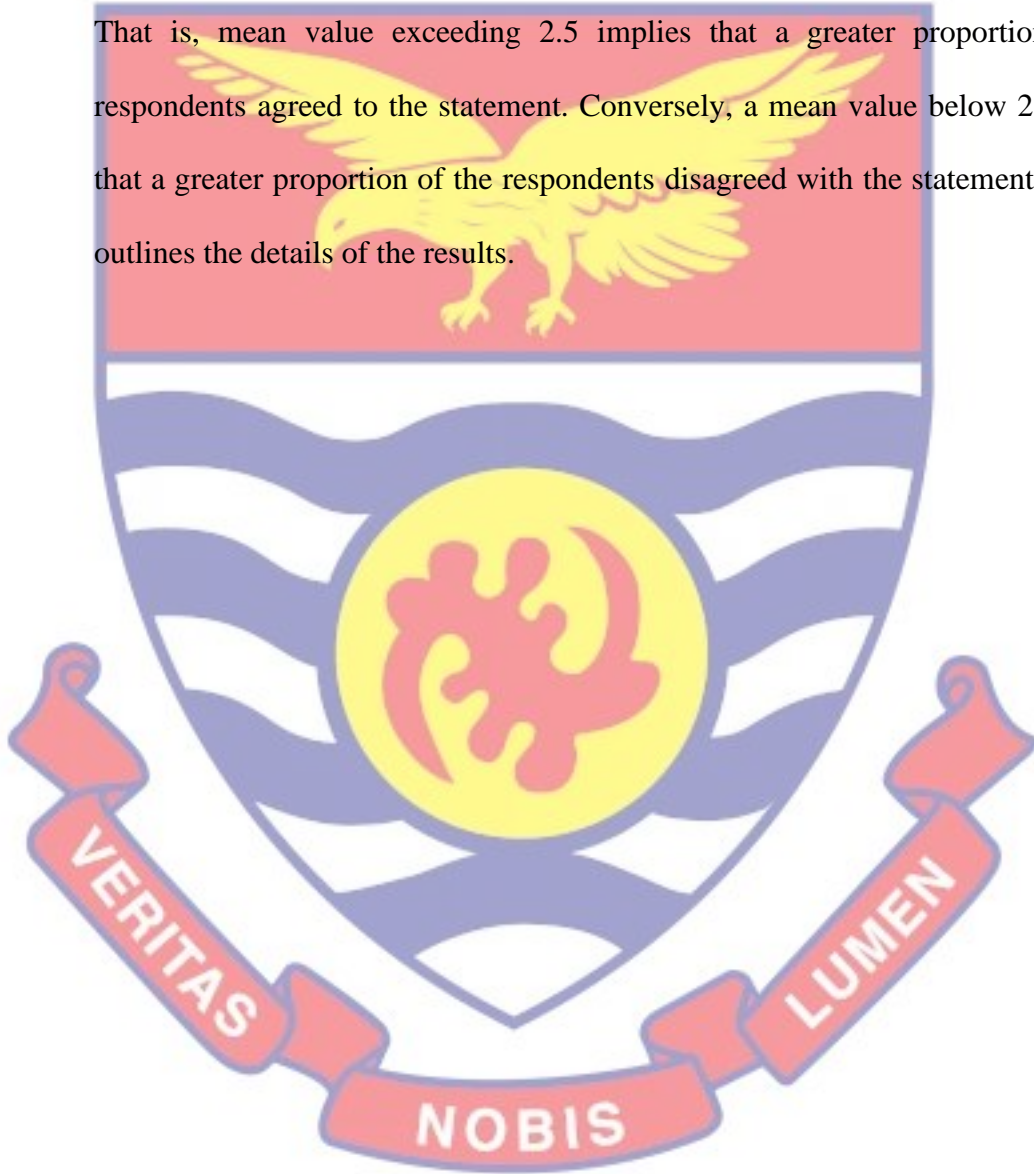 That is, mean value exceeding 2.5 implies that a greater proportion
respondents agreed to the statement. Conversely, a mean value below 2
that a greater proportion of the respondents disagreed with the statement
outlines the details of the results.
VERITAS
NOBIS
LUMEN